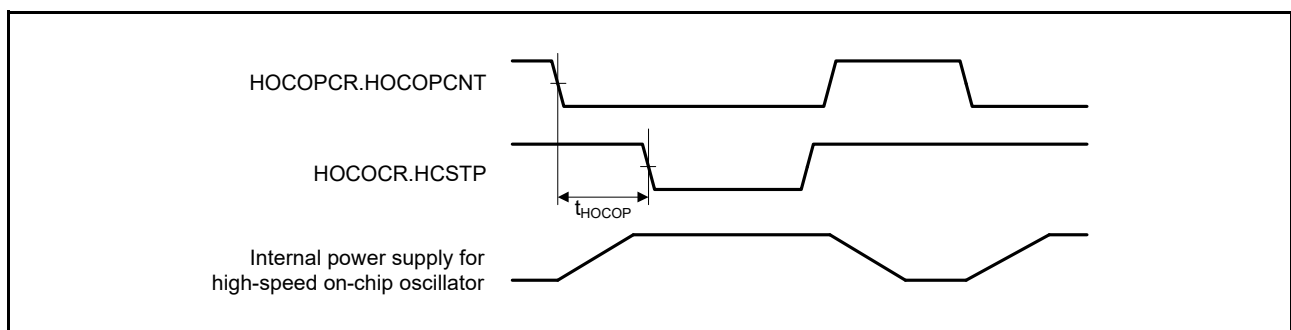 HOCOPCR.HOCOPCNT
HOCOCR.HCSTP
tHOCOP
Internal power supply for
high-speed on-chip oscillator